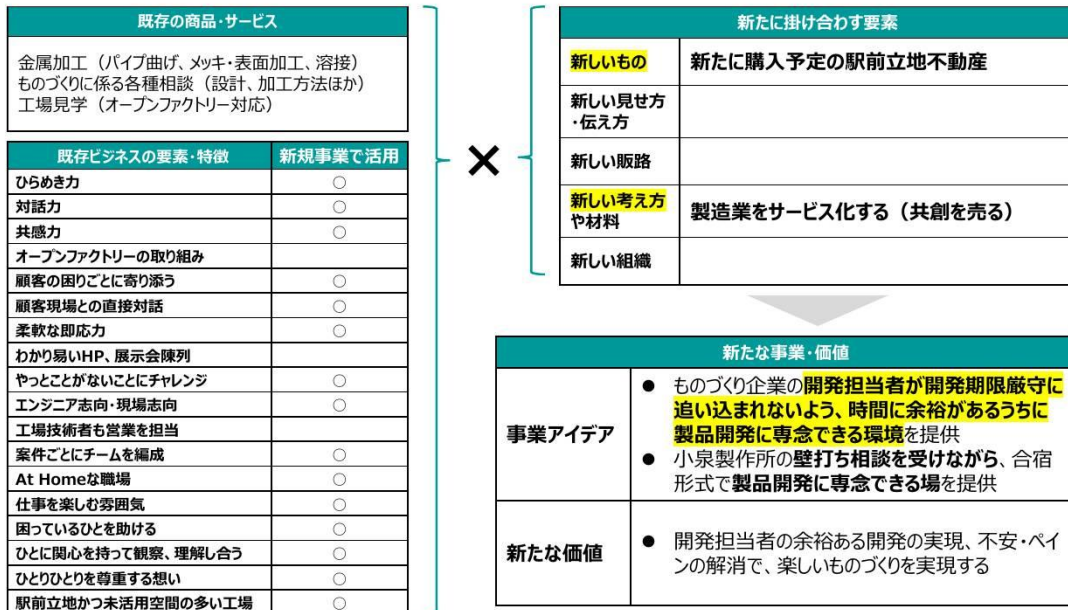 既存の商品・サービス
金属加工（パイプ曲げ、メッキ・表面加工、溶接）
ものづくりに係る各種相談（設計、加工方法ほか）
工場見学（オープンファクトリー対応）
既存ビジネスの要素・特徴 新規事業で活用
ひらめき力 ○
対話力 ○
共感力 ○
オープンファクトリーの取り組み
顧客の困りごとに寄り添う ○
顧客現場との直接対話 ○
柔軟な即応力 ○
わかり易いHP、展示会陳列
やっとことがないことにチャレンジ ○
エンジニア志向・現場志向 ○
工場技術者も営業を担当
案件ごとにチームを編成 ○
At Homeな職場 ○
仕事を楽しむ雰囲気 ○
困っているひとを助ける ○
ひとに関心を持って観察、理解し合う ○
ひとりひとりを尊重する想い ○
駅前立地かつ未活用空間の多い工場 ○
×
新たに掛け合わす要素
新しいもの 新たに購入予定の駅前立地不動産
新しい見せ方
・伝え方
新しい販路
新しい考え方
や材料 製造業をサービス化する（共創を売る）
新しい組織
新たな事業・価値
事業アイデア
● ものづくり企業の開発担当者が開発期限厳守に
追い込まれないよう、時間に余裕があるうちに
製品開発に専念できる環境を提供
● 小泉製作所の壁打ち相談を受けながら、合宿
形式で製品開発に専念できる場を提供
新たな価値
● 開発担当者の余裕ある開発の実現、不安・ペイ
ンの解消で、楽しいものづくりを実現する